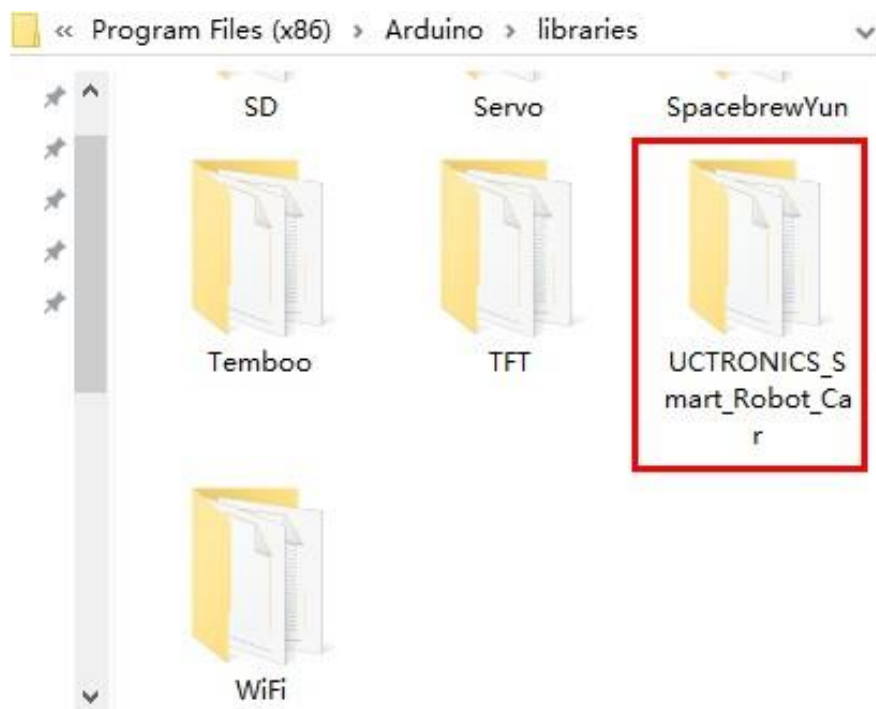 « Program Files (x86) › Arduino › libraries
SD
Servo
SpacebrewYun
Temboo
TFT
UCTRONICS_S
mart_Robot_Ca
r
WiFi